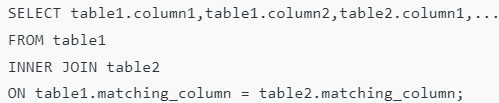 SELECT table1.column1,table1.column2,table2.column1,...
FROM table1
INNER JOIN table2
ON table1.matching_column = table2.matching_column;